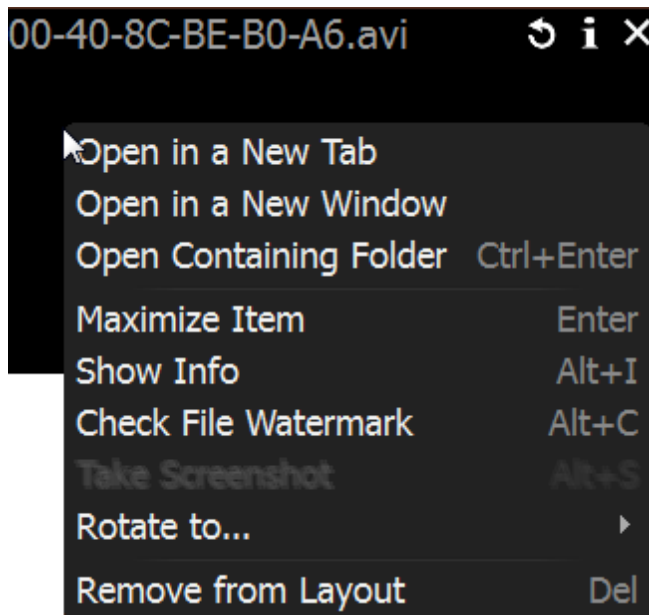 00-40-8C-BE-B0-A6.avi
Open in a New Tab
Open in a New Window
Open Containing Folder Ctrl+Enter
Maximize Item Enter
Show Info Alt+I
Check File Watermark Alt+C
Take Screenshot Alt+S
Rotate to...
Remove from Layout Del